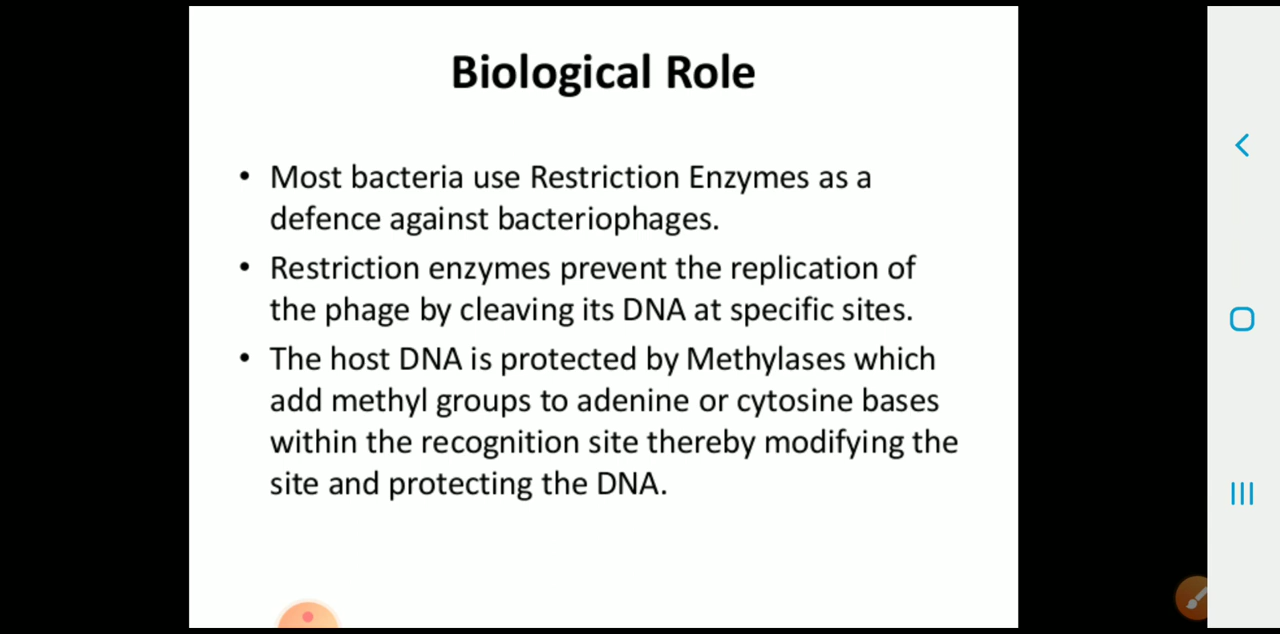 Biological Role
• Most bacteria use Restriction Enzymes as a
defence against bacteriophages.
• Restriction enzymes prevent the replication of
the phage by cleaving its DNA at specific sites.
• The host DNA is protected by Methylases which
add methyl groups to adenine or cytosine bases
within the recognition site thereby modifying the
site and protecting the DNA.